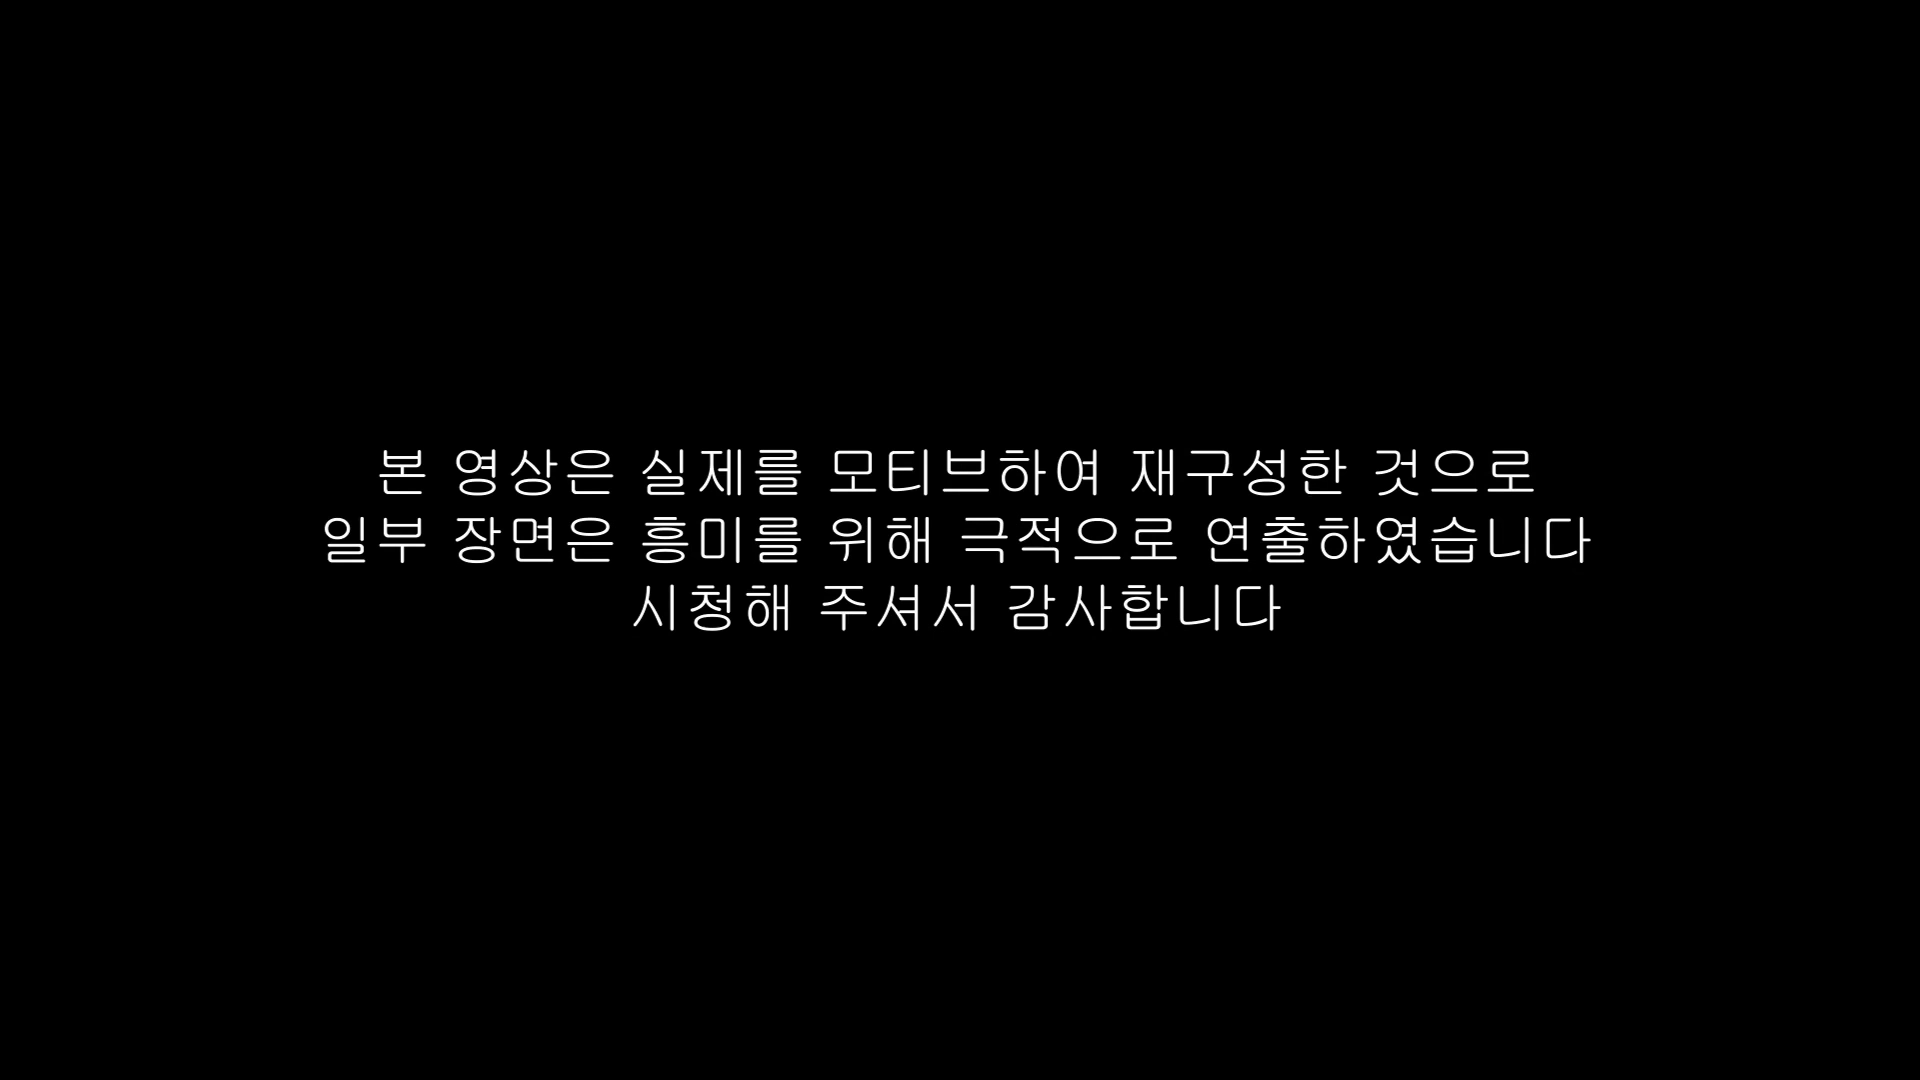 본 영상은 실제를 모티브하여 재구성한 것으로
일부 장면은 흥미를 위해 극적으로 연출하였습니다
시청해 주셔서 감사합니다